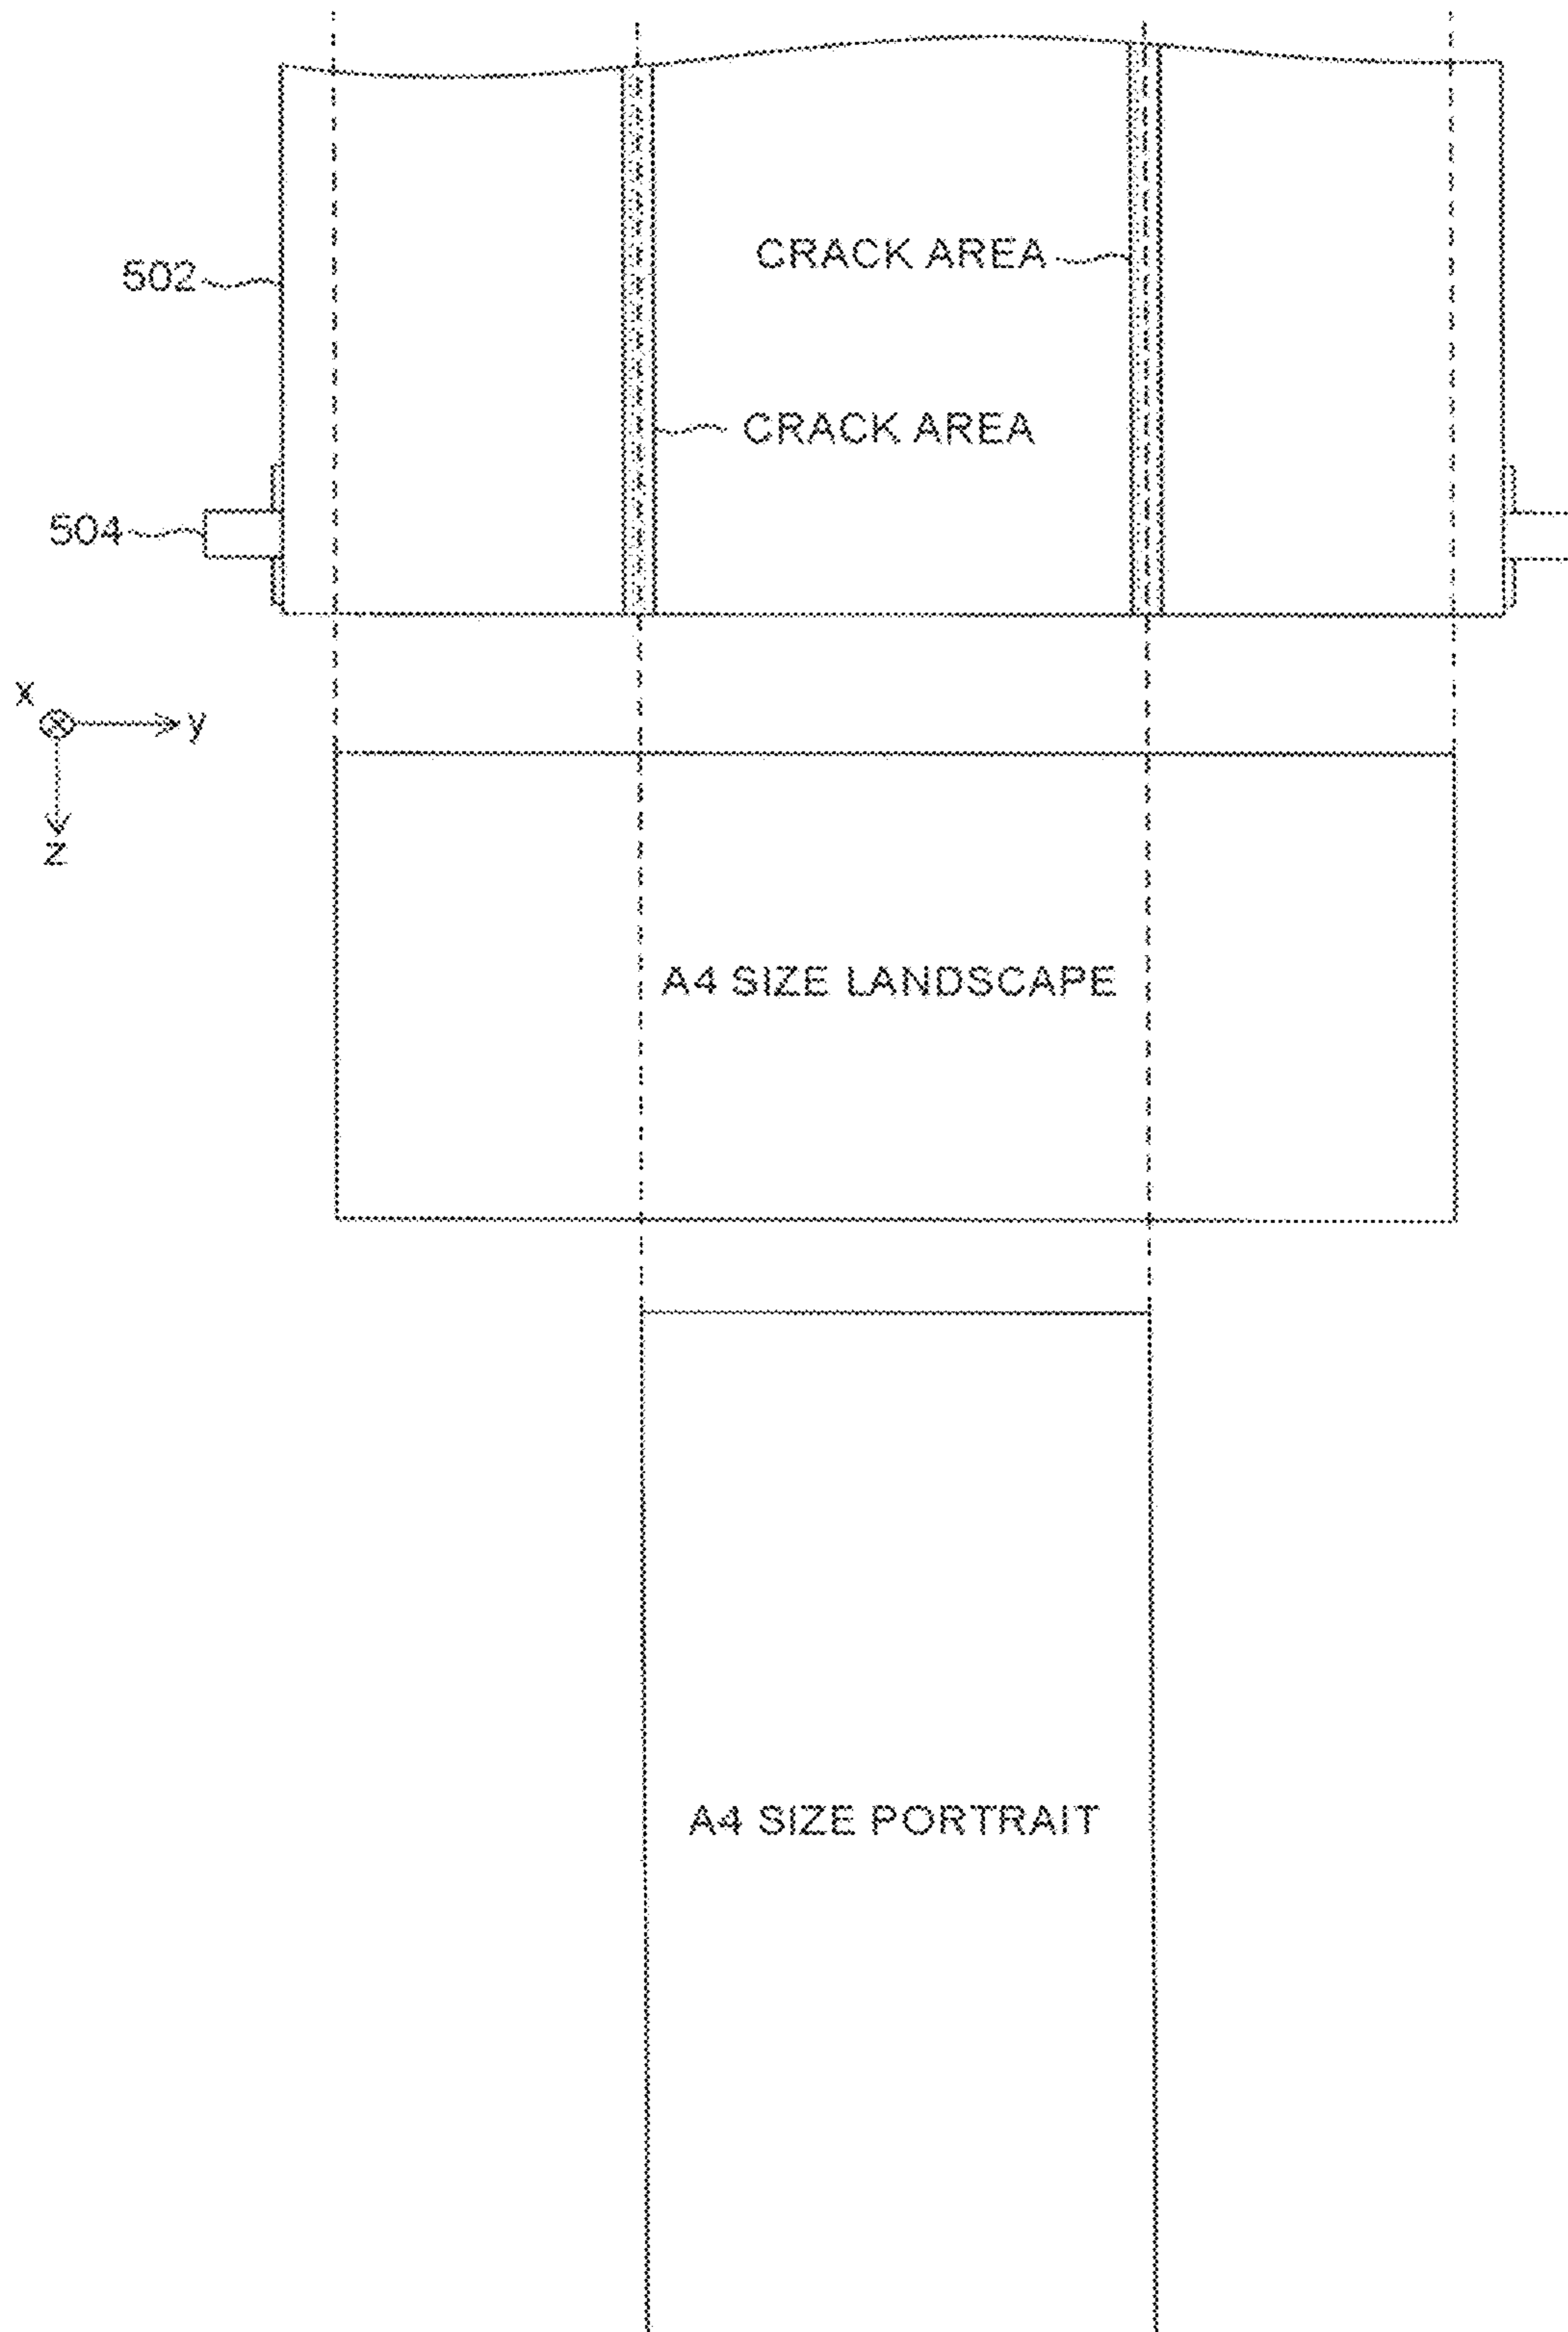 CRACK AREA
502
CRACK AREA
504
x
y
z
A4 SIZE LANDSCAPE
A4 SIZE PORTRAIT